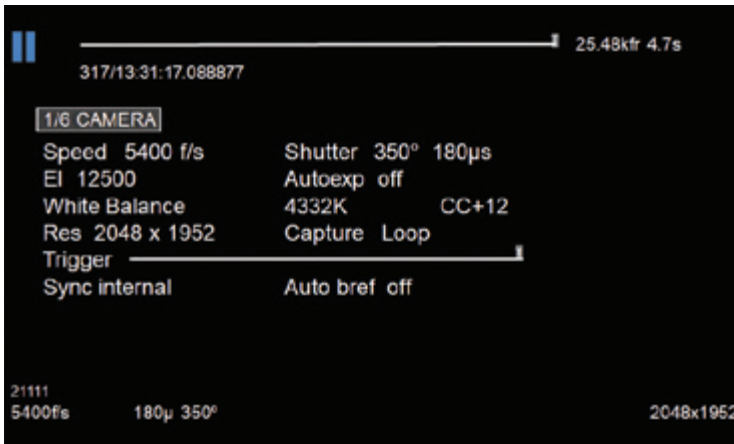 25.48kfr 4.7s
317/13:31:17.088877
1/6 CAMERA
Speed 5400 f/s Shutter 350° 180µs
EI 12500 Autoexp off
White Balance 4332K CC+12
Res 2048 x 1952 Capture Loop
Trigger
Sync internal Auto bref off
21111
5400f/s 180µ 350°
2048x1952